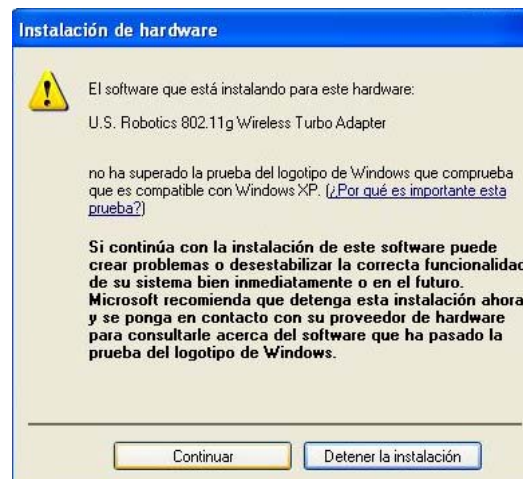 Instalación de hardware
El software que está instalando para este hardware:
U.S. Robotics 802.11g Wireless Turbo Adapter
no ha superado la prueba del logotipo de Windows que comprueba
que es compatible con Windows XP. (¿Por qué es importante esta
prueba?)
Si continúa con la instalación de este software puede
crear problemas o desestabilizar la correcta funcionalidad
de su sistema bien inmediatamente o en el futuro.
Microsoft recomienda que detenga esta instalación ahora
y se ponga en contacto con su proveedor de hardware
para consultarle acerca del software que ha pasado la
prueba del logotipo de Windows.
Continuar
Detener la instalación